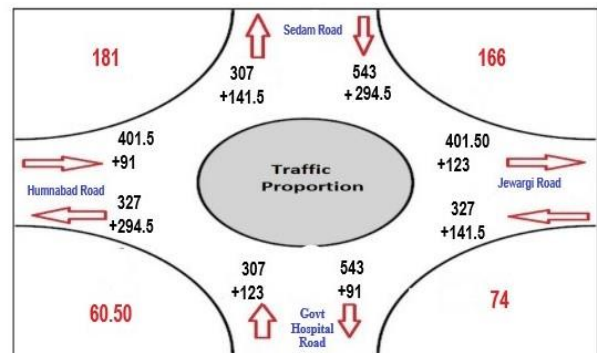 Sedam Road
181
307
+141.5
543
+294.5
166
401.5
+91
Humnabad Road
327
+294.5
Traffic
Proportion
401.50
+123
Jewargi Road
327
+141.5
60.50
307
+123
543
+91
Govt
Hospital
Road
74